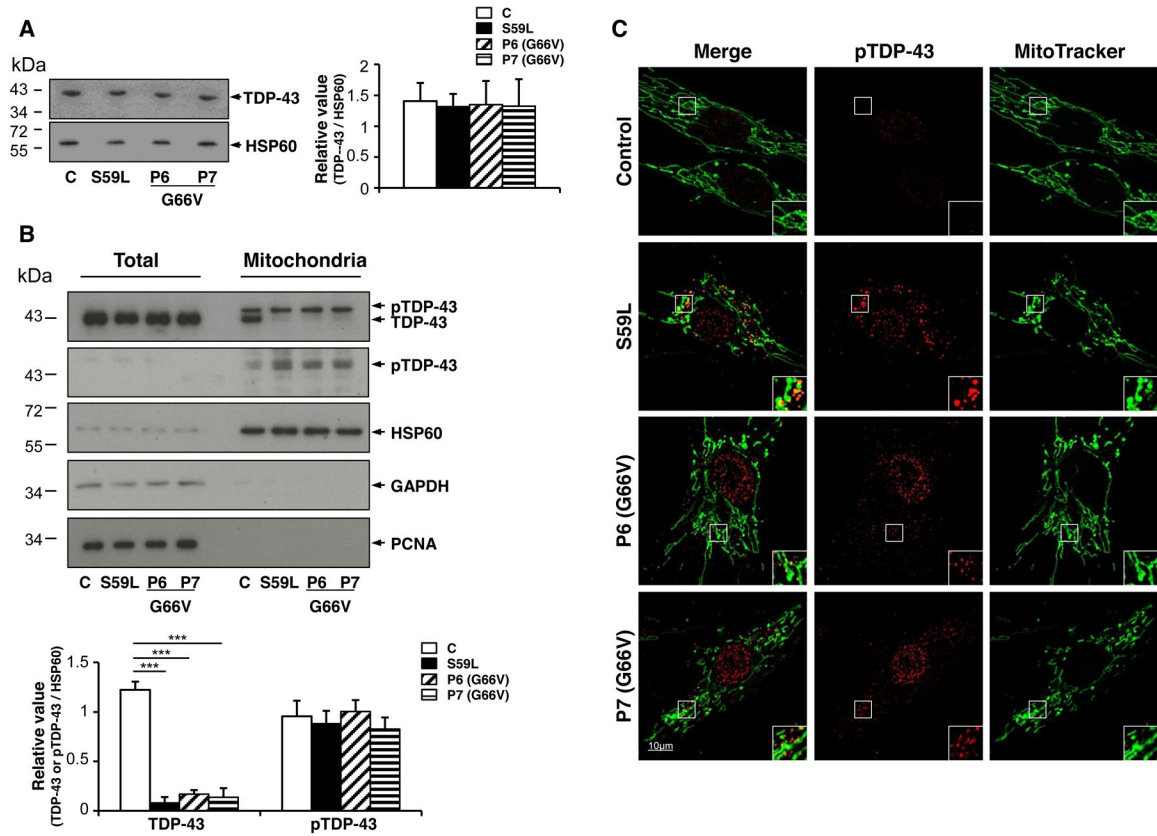 A
kDa
43
34
72
55
TDP-43
HSP60
C S59L P6 P7
G66V
C
S59L
P6 (G66V)
P7 (G66V)
Relative value
(TDP--43 / HSP60)
2
1.5
1
0.5
0
B
Total Mitochondria
kDa
43
pTDP-43
TDP-43
43
pTDP-43
72
55
HSP60
34
GAPDH
34
PCNA
C S59L P6 P7 C S59L P6 P7
G66V G66V
*** 
***
***
C
S59L
P6 (G66V)
P7 (G66V)
Relative value
(TDP-43 or pTDP-43 / HSP60)
1.5
1
0.5
0
TDP-43 pTDP-43
C
Merge pTDP-43 MitoTracker
Control
S59L
P6 (G66V)
P7 (G66V)
10µm